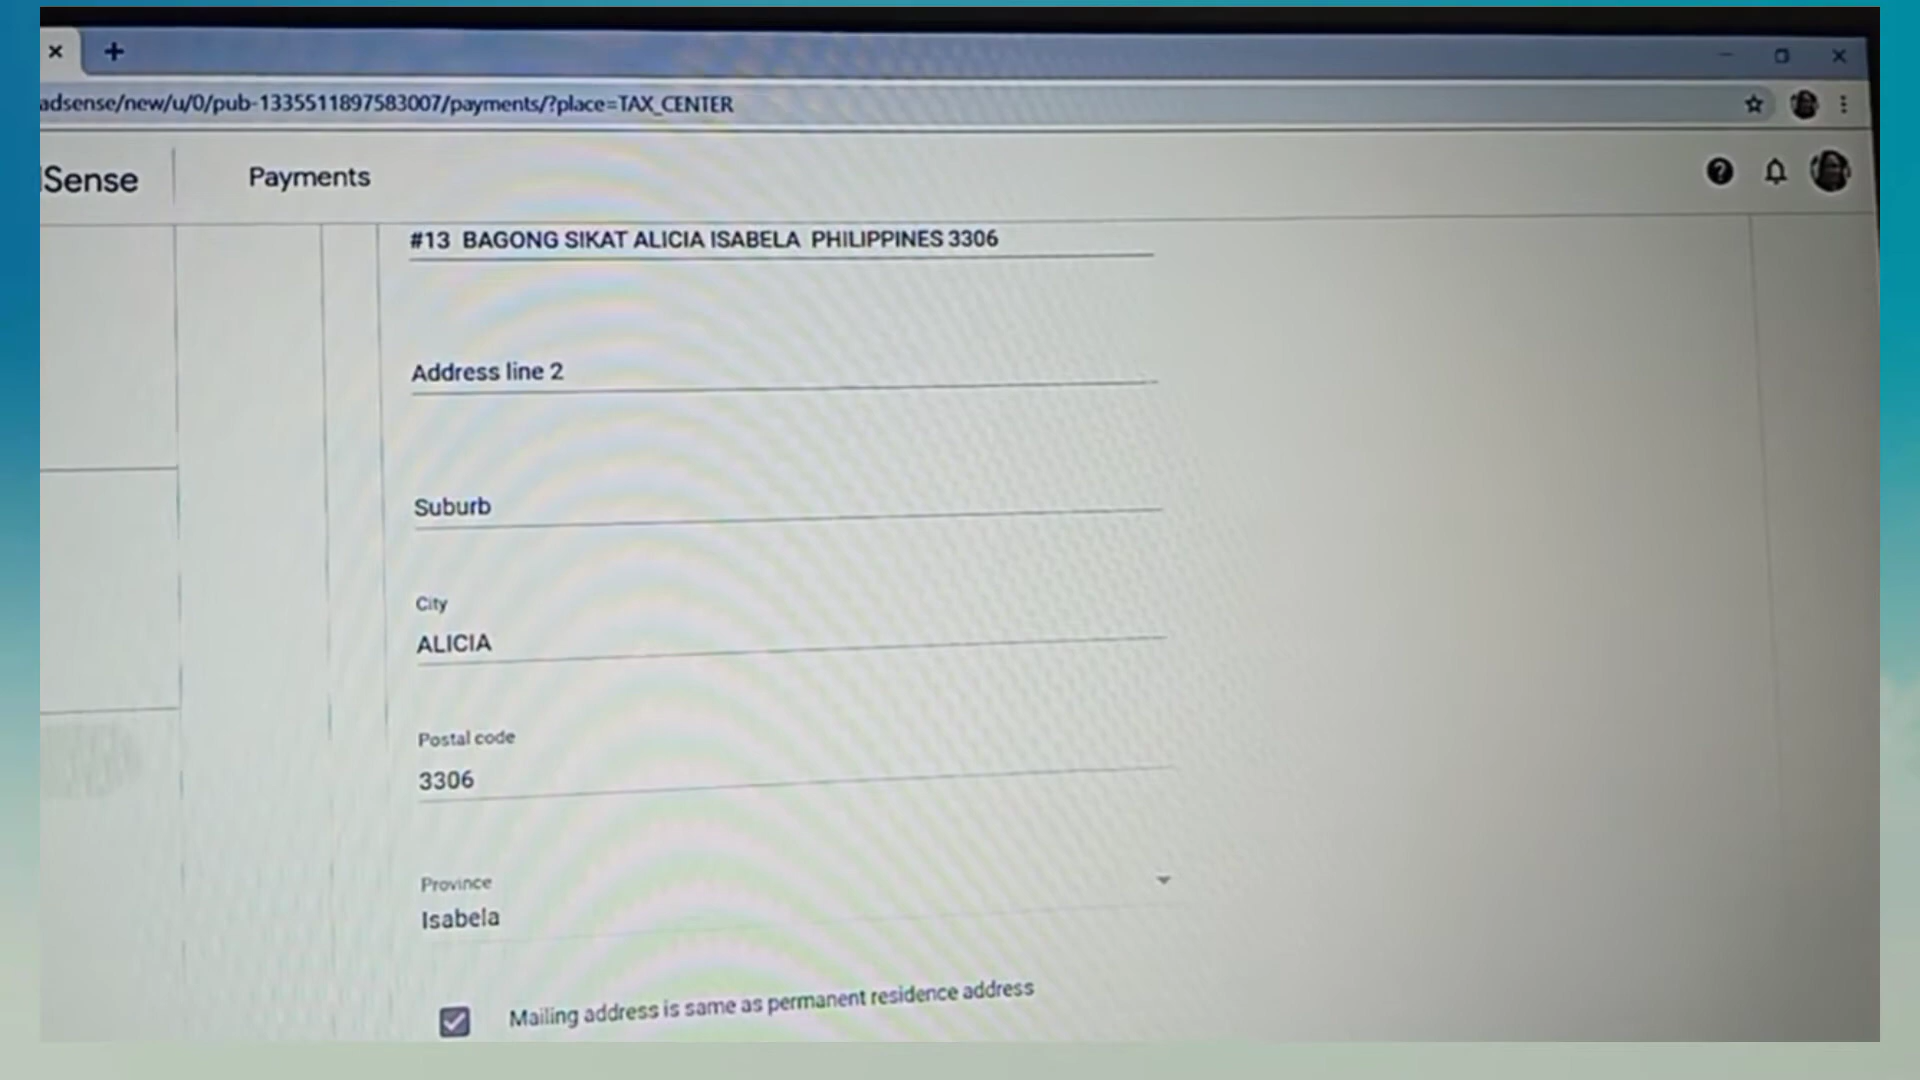 adsense/new/u/0/pub-1335511897583007/payments/?place=TAX_CENTER
Sense
Payments
#13 BAGONG SIKAT ALICIA ISABELA PHILIPPINES 3306
Address line 2
Suburb
City
ALICIA
Postal code
3306
Province
Isabela
Mailing address is same as permanent residence address